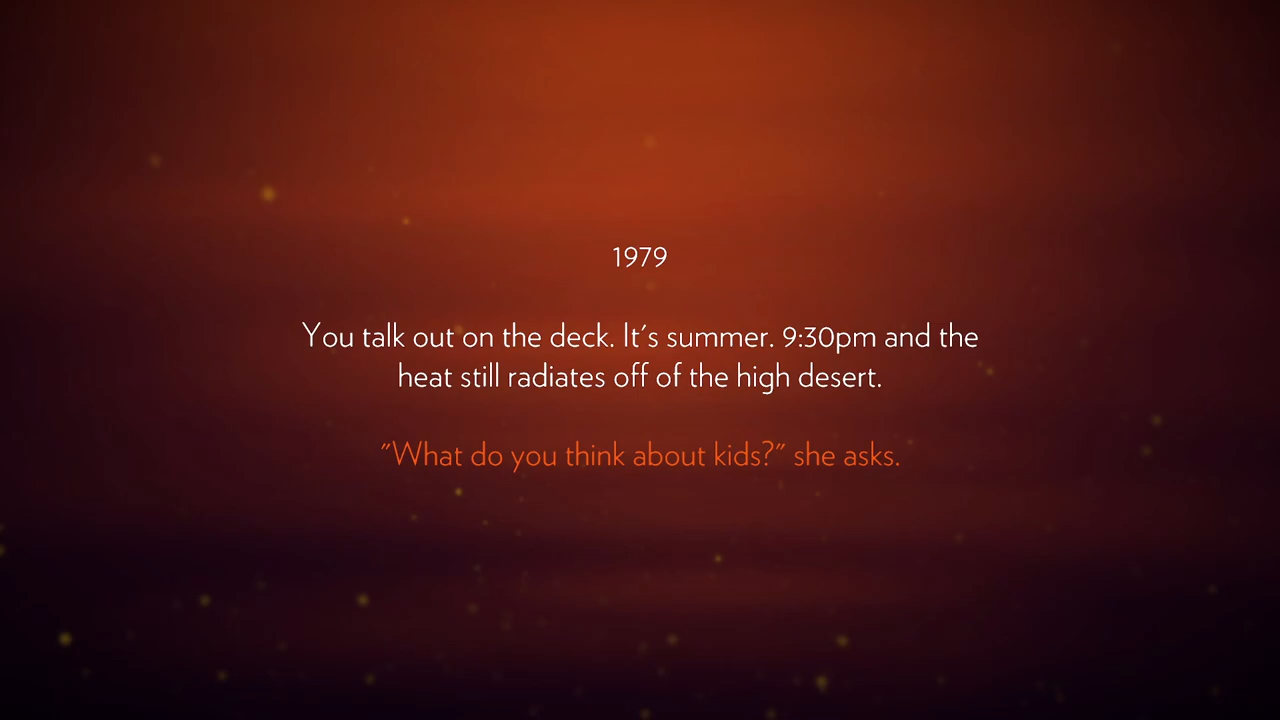 1979
You talk out on the deck. It's summer. 9:30pm and the
heat still radiates off of the high desert.
"What do you think about kids?" she asks.